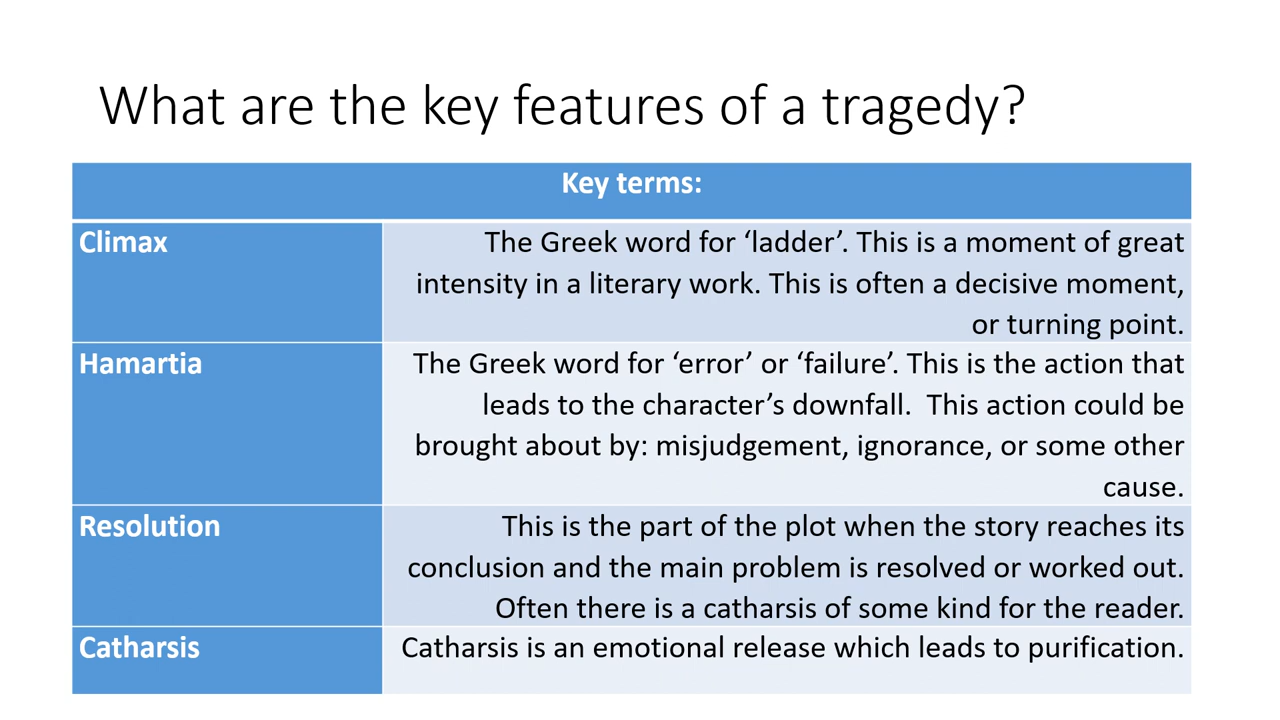 What are the key features of a tragedy?
Key terms:
Climax
The Greek word for ‘ladder’. This is a moment of great
intensity in a literary work. This is often a decisive moment,
or turning point.
Hamartia
The Greek word for ‘error’ or ‘failure’. This is the action that
leads to the character’s downfall.  This action could be
brought about by: misjudgement, ignorance, or some other
cause.
Resolution
This is the part of the plot when the story reaches its
conclusion and the main problem is resolved or worked out.
Often there is a catharsis of some kind for the reader.
Catharsis
Catharsis is an emotional release which leads to purification.